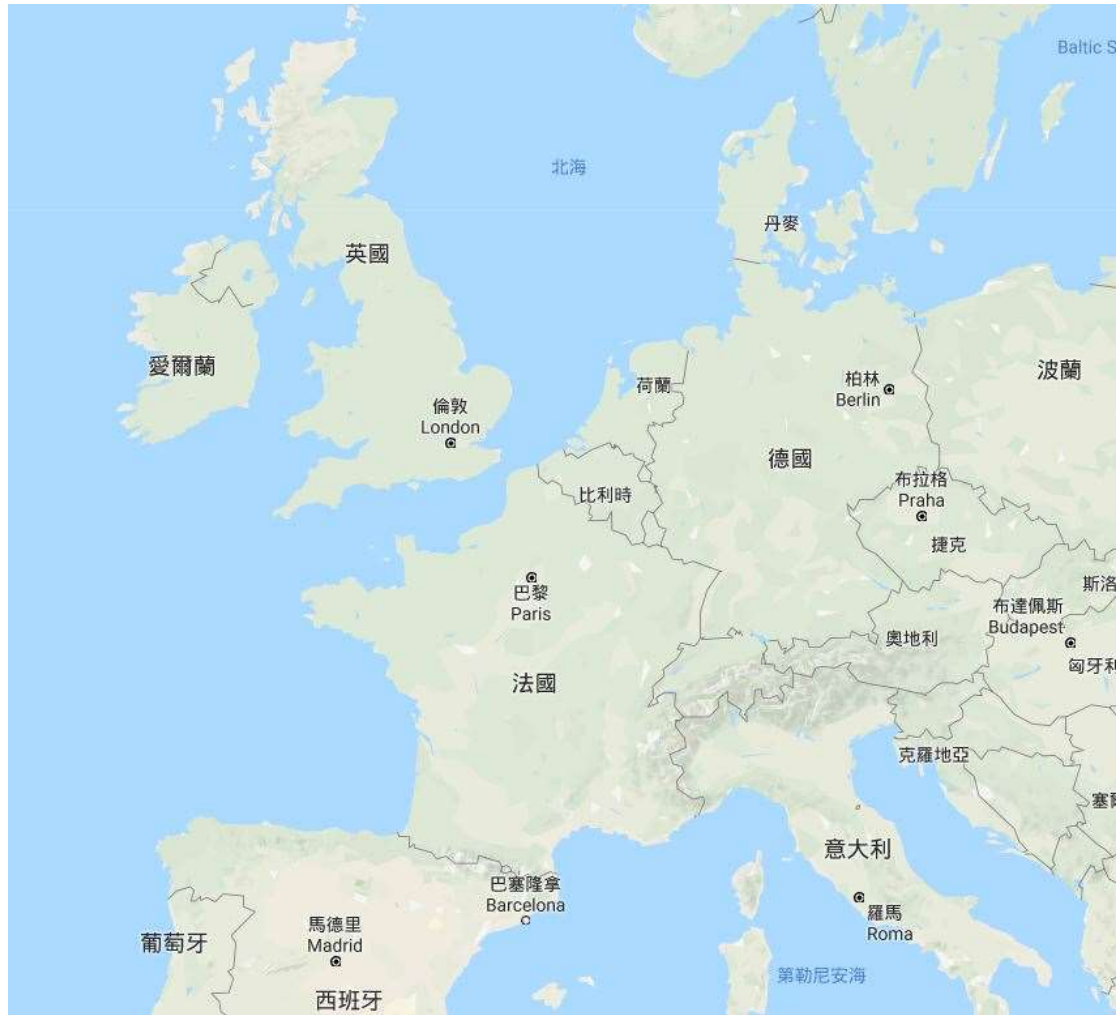 Baltic S
北海
丹麥
英國
愛爾蘭
荷蘭
柏林
Berlin
波蘭
倫敦
London
德國
布拉格
Praha
比利時
捷克
巴黎
Paris
斯洛
布達佩斯
Budapest
奧地利
匈牙利
法國
克羅地亞
塞爾
意大利
巴塞隆拿
Barcelona
羅馬
Roma
馬德里
Madrid
葡萄牙
第勒尼安海
西班牙